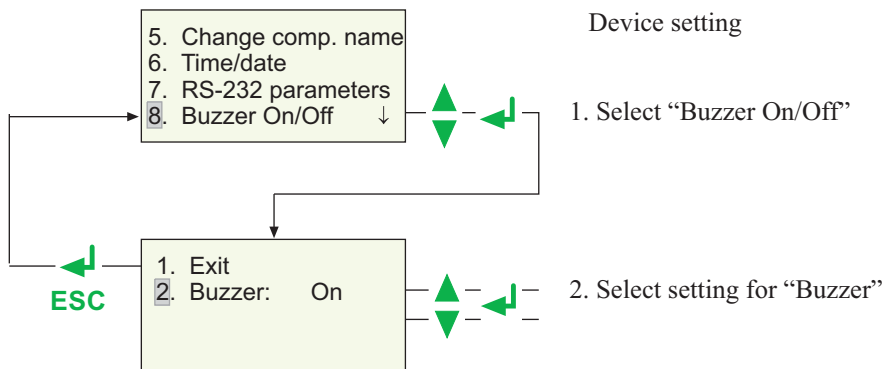 Device setting
5. Change comp. name
6. Time/date
7. RS-232 parameters
8. Buzzer On/Off ↓
1. Select “Buzzer On/Off”
1. Exit
2. Buzzer: On
ESC
2. Select setting for “Buzzer”